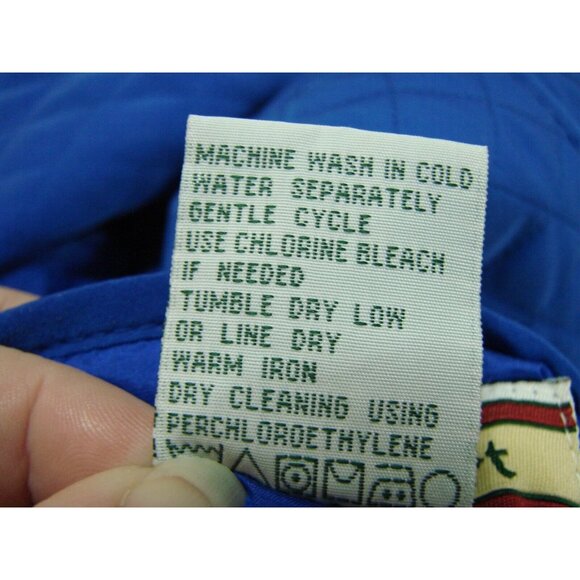 MACHINE WASH IN COLD
WATER SEPARATELY
GENTLE CYCLE
USE CHLORINE BLEACH
IF NEEDED
TUMBLE DRY LOW
OR LINE DRY
WARM IRON
DRY CLEANING USING
PERCHLOROETHYLENE